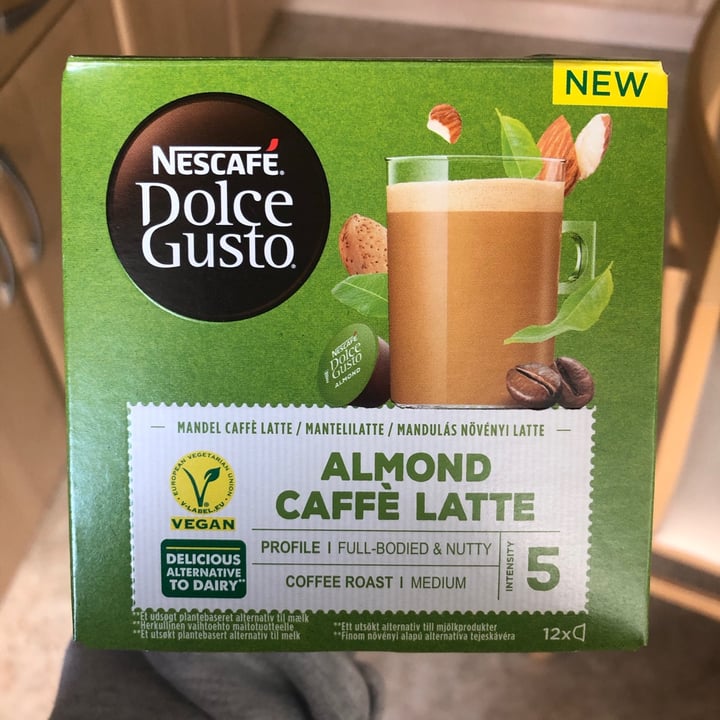 NEW
NESCAFÉ®
Dolce
Gusto®
NESCAFÉ
Dolce
Gusto
ALMOND
MANDEL CAFFÈ LATTE / MANTELILATTE / MANDULÁS NÖVÉNYI LATTE
EUROPEAN VEGETARIAN UNION
V-LABEL.EU
VEGAN
ALMOND
CAFFÈ LATTE
PROFILE | FULL-BODIED & NUTTY
COFFEE ROAST | MEDIUM
INTENSITY
5
DELICIOUS
ALTERNATIVE
TO DAIRY**
**Et udsøgt plantebaseret alternativ til mælk
**Herkullinen vaihtoehto maitotuotteelle
**Et utsøkt plantebasert alternativ til melk
**Ett utsökt alternativ till mjölkprodukter
**Finom növényi alapú alternatíva tejeskávéra
12x